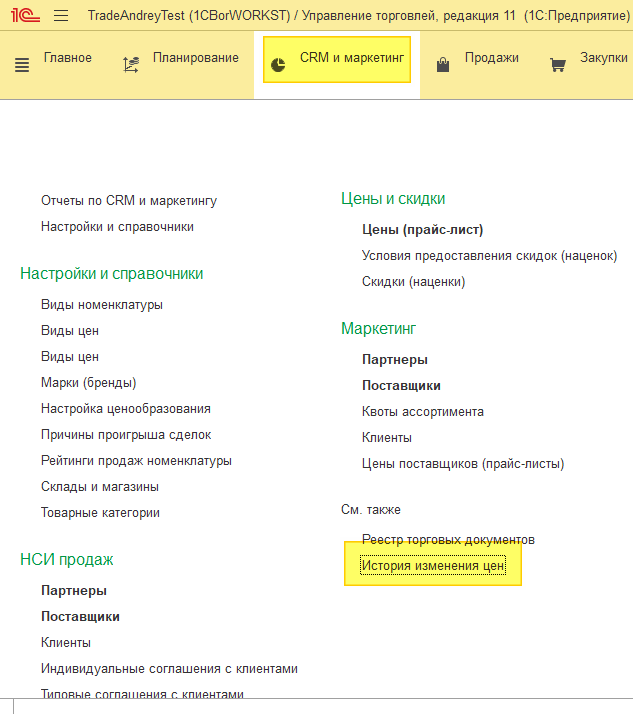 1С TradeAndreyTest (1CBorWORKST) / Управление торговлей, редакция 11 (1С:Предприятие)
Главное Планирование CRM и маркетинг Продажи Закупки
Отчеты по CRM и маркетингу
Настройки и справочники
Настройки и справочники
Виды номенклатуры
Виды цен
Виды цен
Марки (бренды)
Настройка ценообразования
Причины проигрыша сделок
Рейтинги продаж номенклатуры
Склады и магазины
Товарные категории
НСИ продаж
Партнеры
Поставщики
Клиенты
Индивидуальные соглашения с клиентами
Типовые соглашения с клиентами
Цены и скидки
Цены (прайс-лист)
Условия предоставления скидок (наценок)
Скидки (наценки)
Маркетинг
Партнеры
Поставщики
Квоты ассортимента
Клиенты
Цены поставщиков (прайс-листы)
См. также
Реестр торговых документов
История изменения цен